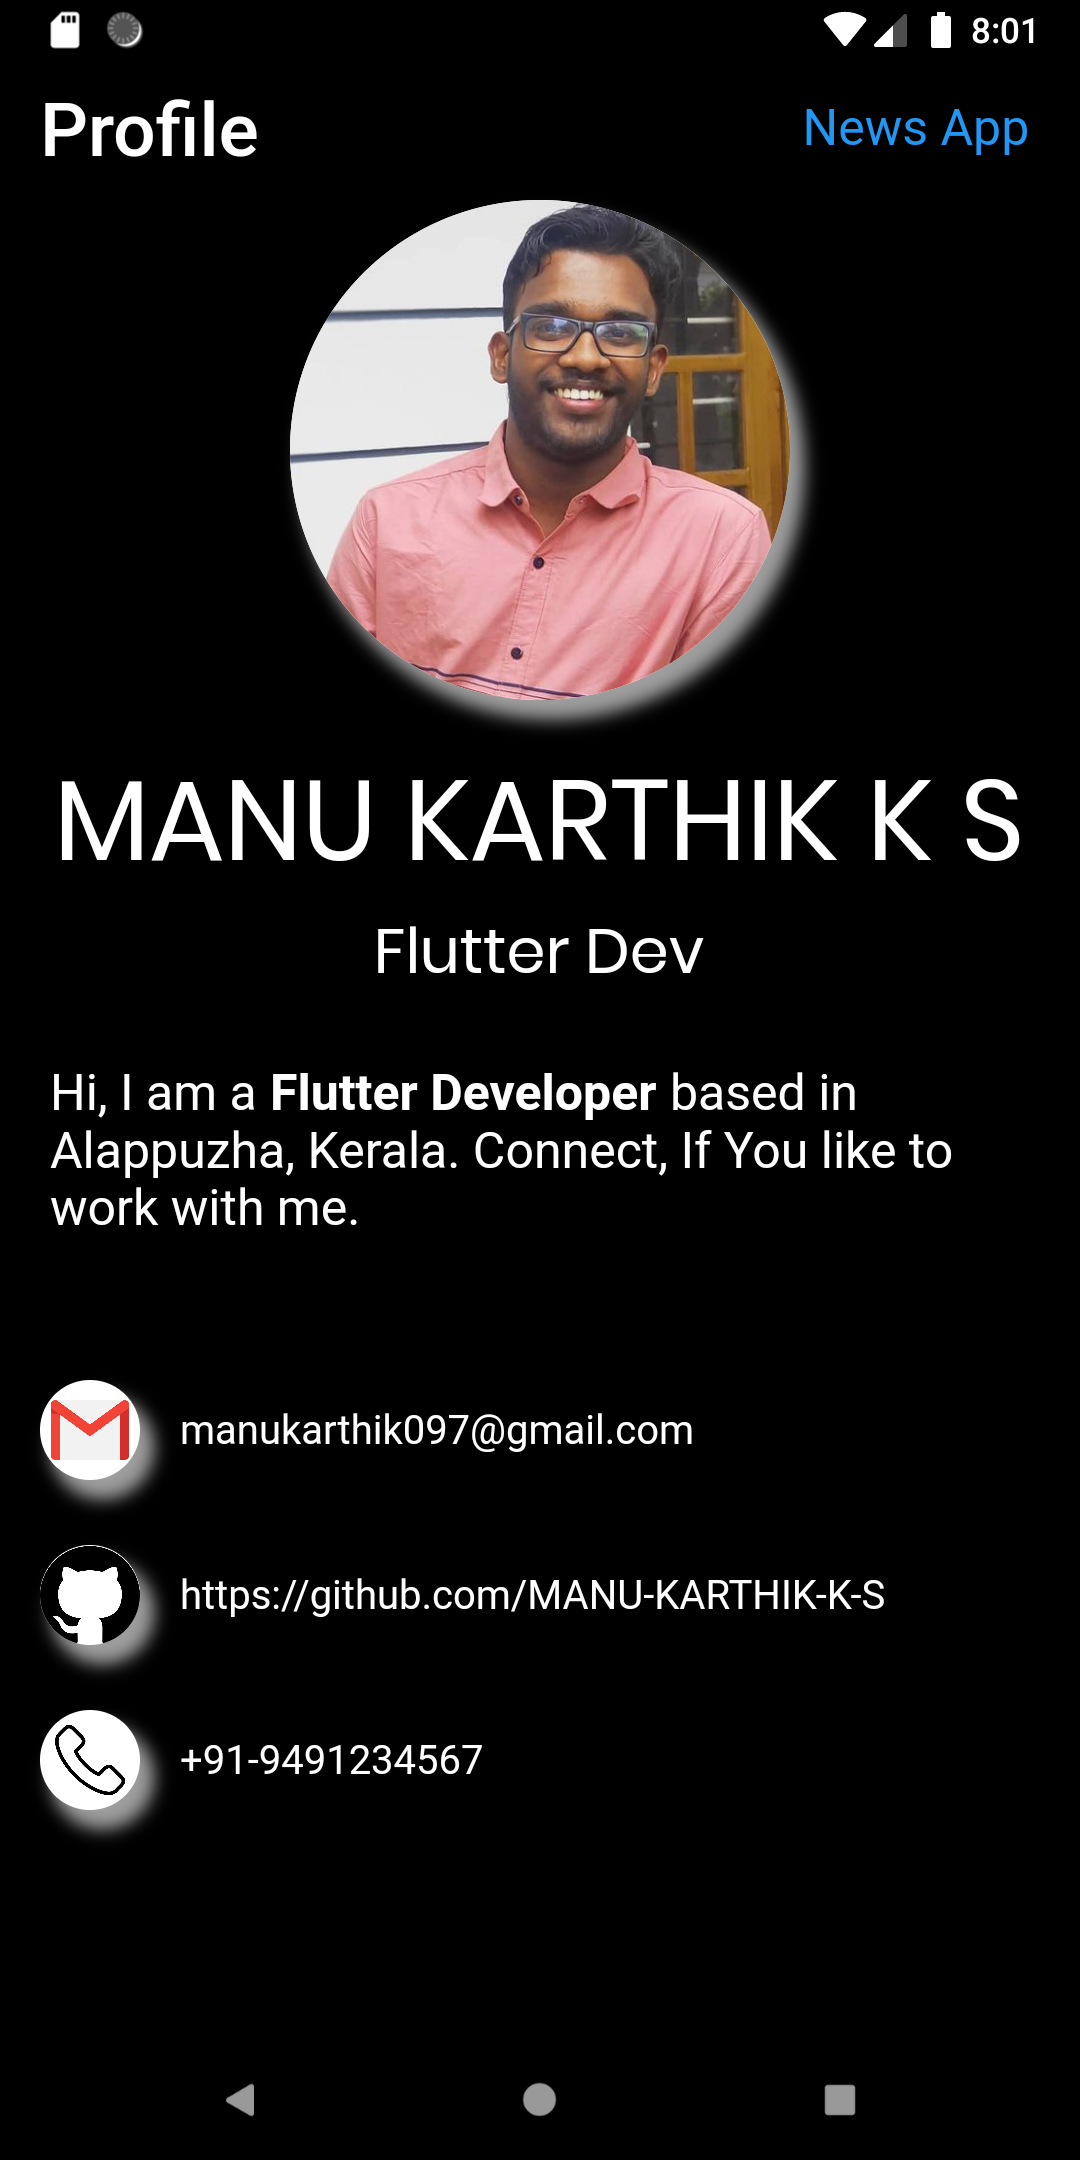 8:01
Profile
News App
MANU KARTHIK K S
Flutter Dev
Hi, I am a Flutter Developer based in
Alappuzha, Kerala. Connect, If You like to
work with me.
manukarthik097@gmail.com
https://github.com/MANU-KARTHIK-K-S
+91-9491234567